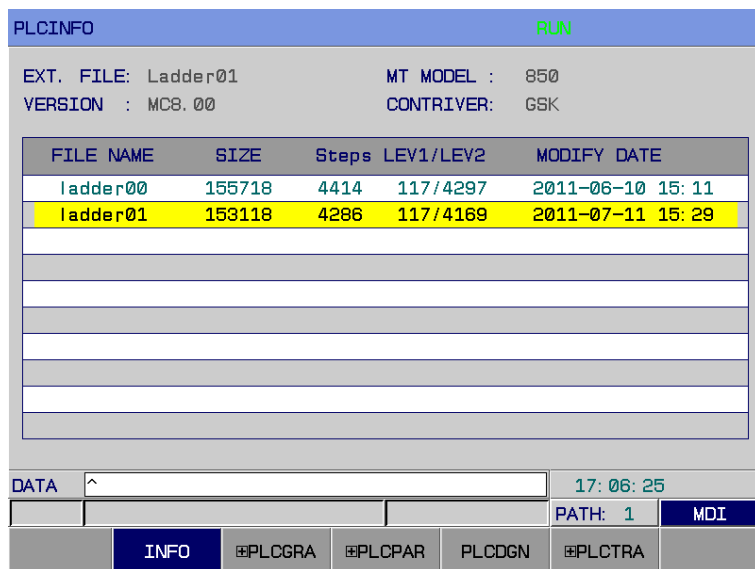 PLCINFO RUN
EXT. FILE: Ladder01 MT MODEL : 850
VERSION : MC8.00 CONTRIVER: GSK
FILE NAME SIZE Steps LEV1/LEV2 MODIFY DATE
ladder00 155718 4414 117/4297 2011-06-10 15:11
ladder01 153118 4286 117/4169 2011-07-11 15:29
DATA ^ 17:06:25
PATH: 1 MDI
INFO ⊞PLCGRA ⊞PLCPAR PLCDGN ⊞PLCTRA